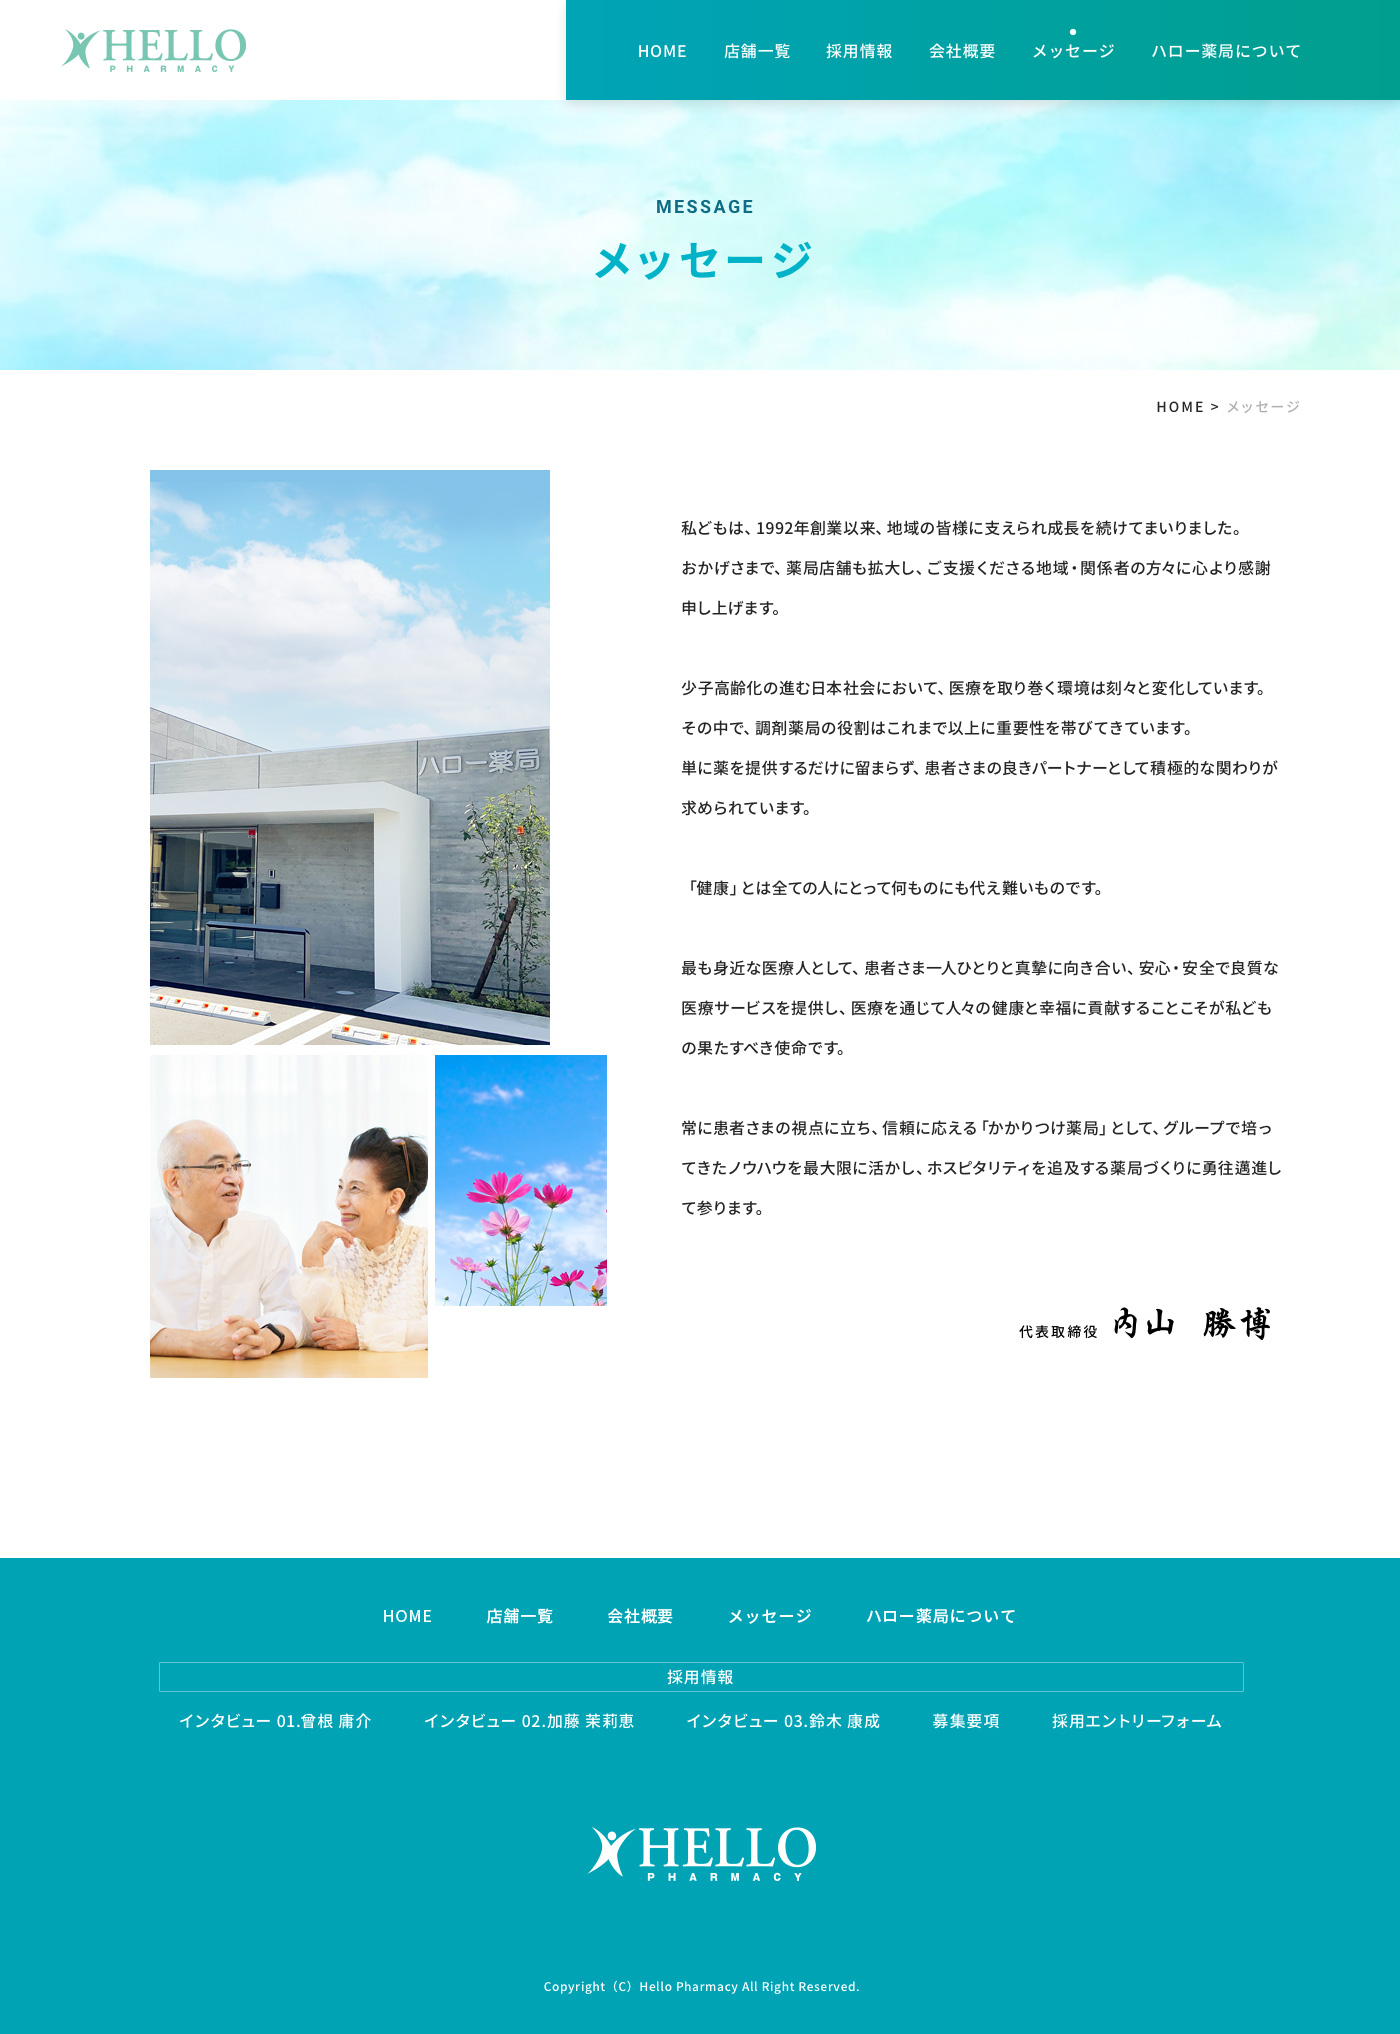 HELLO
PHARMACY
HOME 店舗一覧 採用情報 会社概要 メッセージ ハロー薬局について
MESSAGE
メッセージ
HOME > メッセージ
ハロー薬局
私どもは、1992年創業以来、地域の皆様に支えられ成長を続けてまいりました。
おかげさまで、薬局店舗も拡大し、ご支援くださる地域・関係者の方々に心より感謝
申し上げます。
少子高齢化の進む日本社会において、医療を取り巻く環境は刻々と変化しています。
その中で、調剤薬局の役割はこれまで以上に重要性を帯びてきています。
単に薬を提供するだけに留まらず、患者さまの良きパートナーとして積極的な関わりが
求められています。
「健康」とは全ての人にとって何ものにも代え難いものです。
最も身近な医療人として、患者さま一人ひとりと真摯に向き合い、安心・安全で良質な
医療サービスを提供し、医療を通じて人々の健康と幸福に貢献することこそが私ども
の果たすべき使命です。
常に患者さまの視点に立ち、信頼に応える「かかりつけ薬局」として、グループで培っ
てきたノウハウを最大限に活かし、ホスピタリティを追及する薬局づくりに勇往邁進し
て参ります。
代表取締役 内山 勝博
HOME 店舗一覧 会社概要 メッセージ ハロー薬局について
採用情報
インタビュー 01.曾根 庸介 インタビュー 02.加藤 茉莉恵 インタビュー 03.鈴木 康成 募集要項 採用エントリーフォーム
HELLO
PHARMACY
Copyright（C）Hello Pharmacy All Right Reserved.